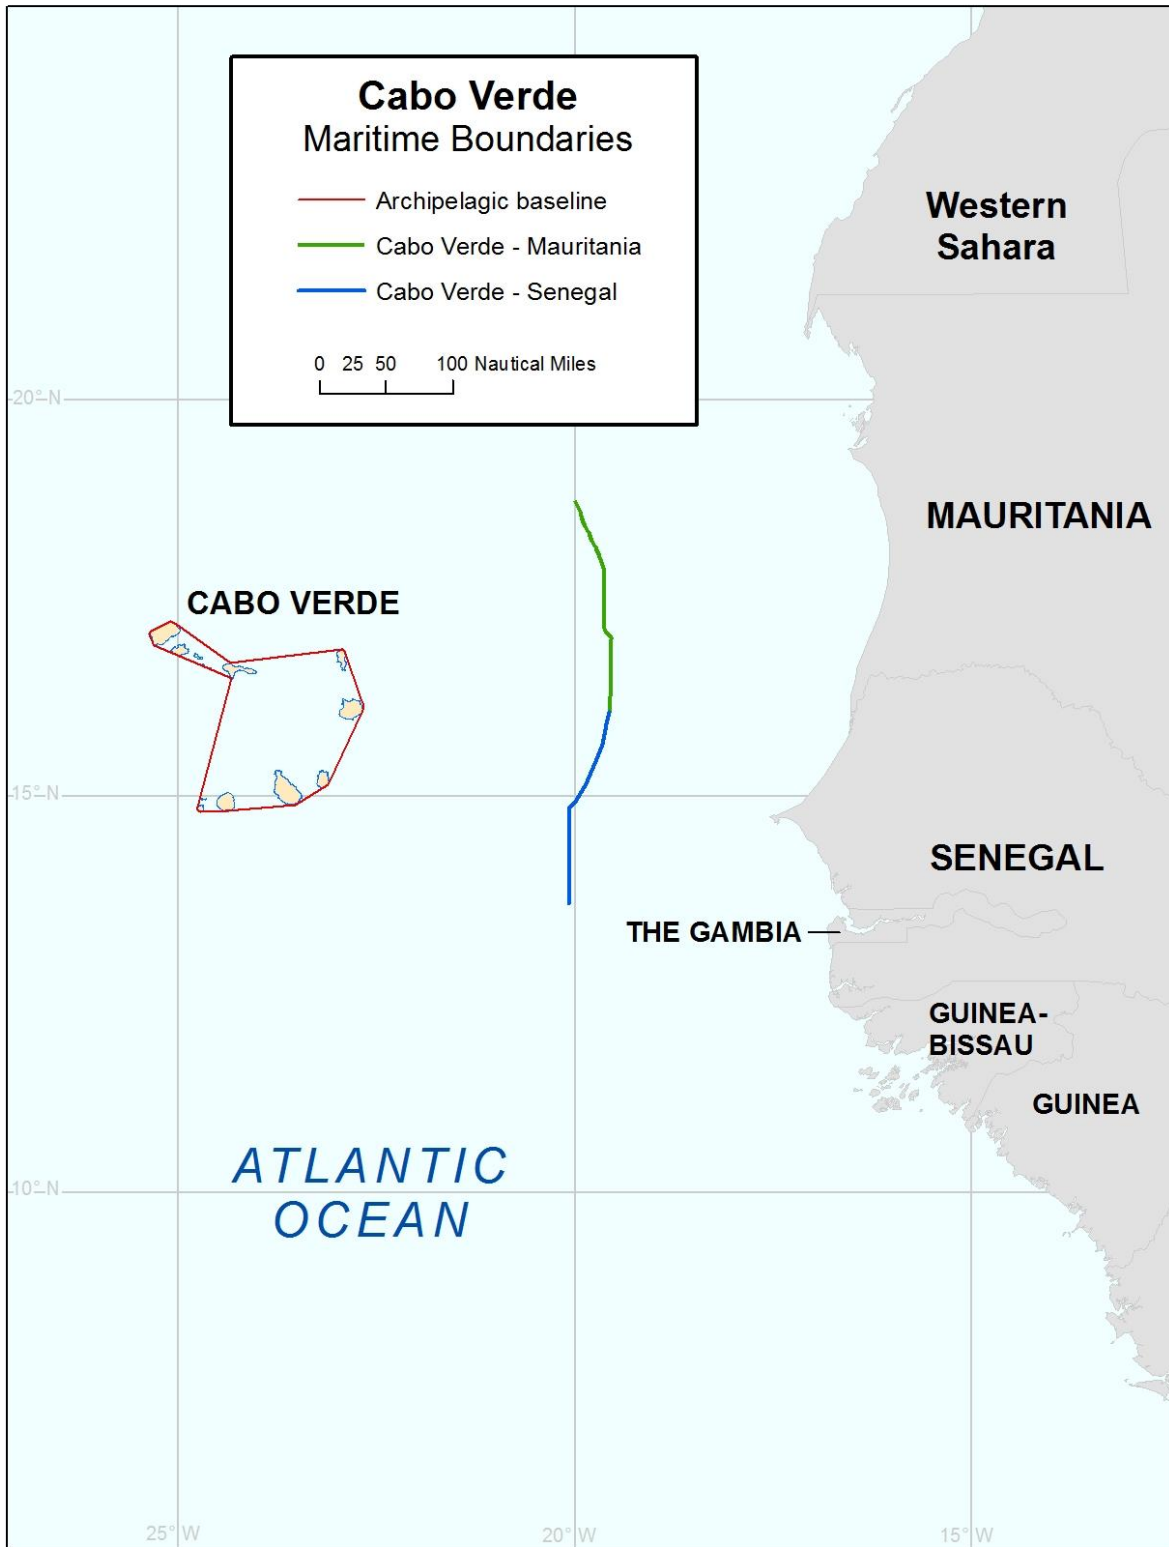 Cabo Verde
Maritime Boundaries
Archipelagic baseline
Cabo Verde - Mauritania
Cabo Verde - Senegal
0 25 50 100 Nautical Miles
Western
Sahara
20° N
MAURITANIA
CABO VERDE
15° N
SENEGAL
THE GAMBIA
GUINEA-
BISSAU
GUINEA
ATLANTIC
OCEAN
10° N
25° W
20° W
15° W